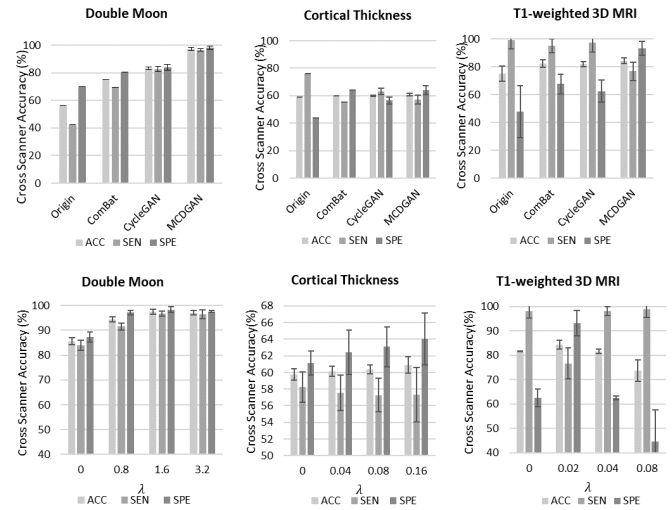 Double Moon
Cross Scanner Accuracy (%)
100
80
60
40
20
0
Origin
ComBat
CycleGAN
MCDGAN
ACC SEN SPE
Cortical Thickness
Cross Scanner Accuracy (%)
100
80
60
40
20
0
Origin
ComBat
CycleGAN
MCDGAN
ACC SEN SPE
T1-weighted 3D MRI
Cross Scanner Accuracy (%)
100
80
60
40
20
0
Origin
ComBat
CycleGAN
MCDGAN
ACC SEN SPE
Double Moon
Cross Scanner Accuracy(%)
100
90
80
70
60
50
40
0 0.8 1.6 3.2
λ
ACC SEN SPE
Cortical Thickness
Cross Scanner Accuracy(%)
68
66
64
62
60
58
56
54
52
50
0 0.04 0.08 0.16
λ
ACC SEN SPE
T1-weighted 3D MRI
Cross Scanner Accuracy(%)
100
90
80
70
60
50
40
0 0.02 0.04 0.08
λ
ACC SEN SPE